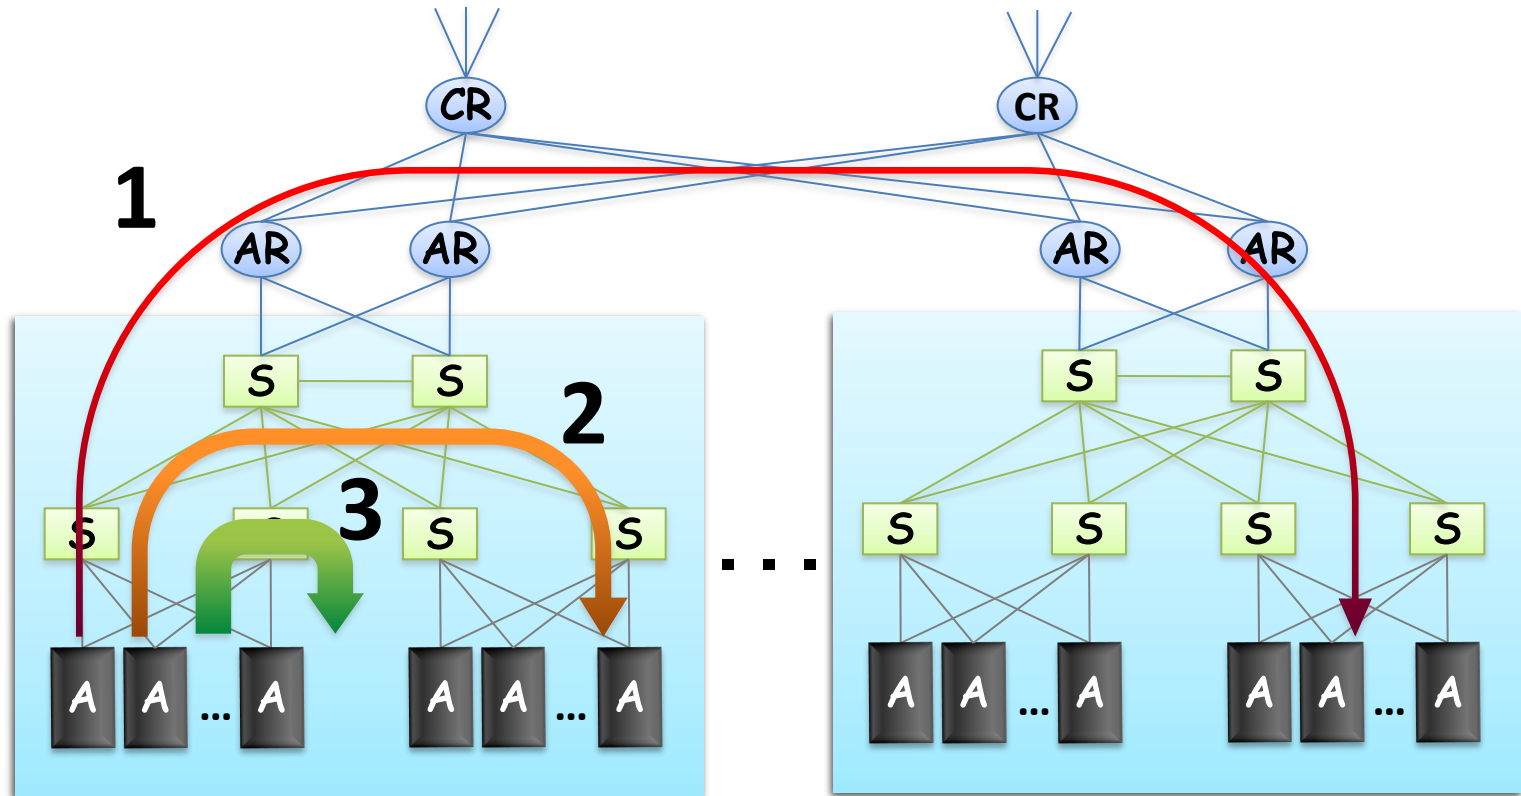 CR CR
1
AR AR AR AR
S S S S
2
3
S S S S S S S
. . . . . .
A A ... A A A ... A A A ... A A A ... A